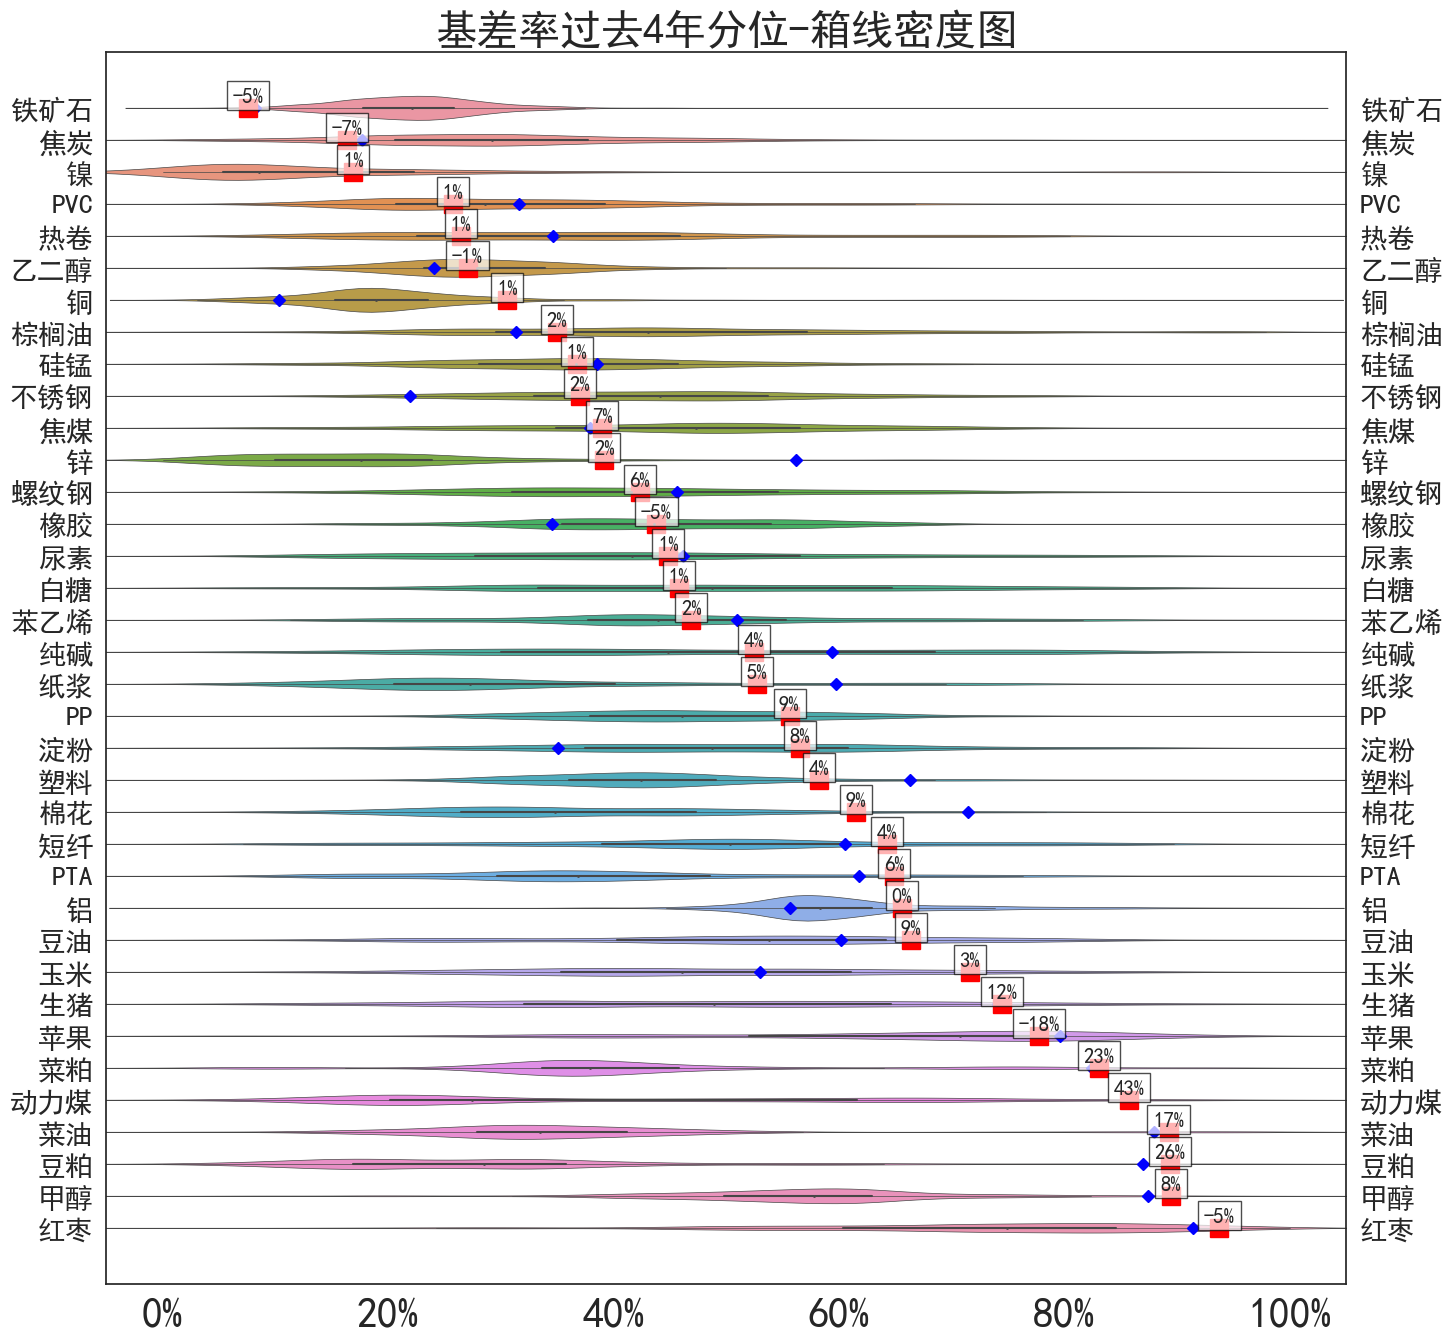 基差率过去4年分位-箱线密度图
铁矿石 -5% 铁矿石
焦炭 -7% 焦炭
镍 1% 镍
PVC 1% PVC
热卷 1% 热卷
乙二醇 -1% 乙二醇
铜 1% 铜
棕榈油 2% 棕榈油
硅锰 1% 硅锰
不锈钢 2% 不锈钢
焦煤 7% 焦煤
锌 2% 锌
螺纹钢 6% 螺纹钢
橡胶 -5% 橡胶
尿素 1% 尿素
白糖 1% 白糖
苯乙烯 2% 苯乙烯
纯碱 4% 纯碱
纸浆 5% 纸浆
PP 9% PP
淀粉 8% 淀粉
塑料 4% 塑料
棉花 9% 棉花
短纤 4% 短纤
PTA 6% PTA
铝 0% 铝
豆油 9% 豆油
玉米 3% 玉米
生猪 12% 生猪
苹果 -18% 苹果
菜粕 23% 菜粕
动力煤 43% 动力煤
菜油 17% 菜油
豆粕 26% 豆粕
甲醇 8% 甲醇
红枣 -5% 红枣
0% 20% 40% 60% 80% 100%